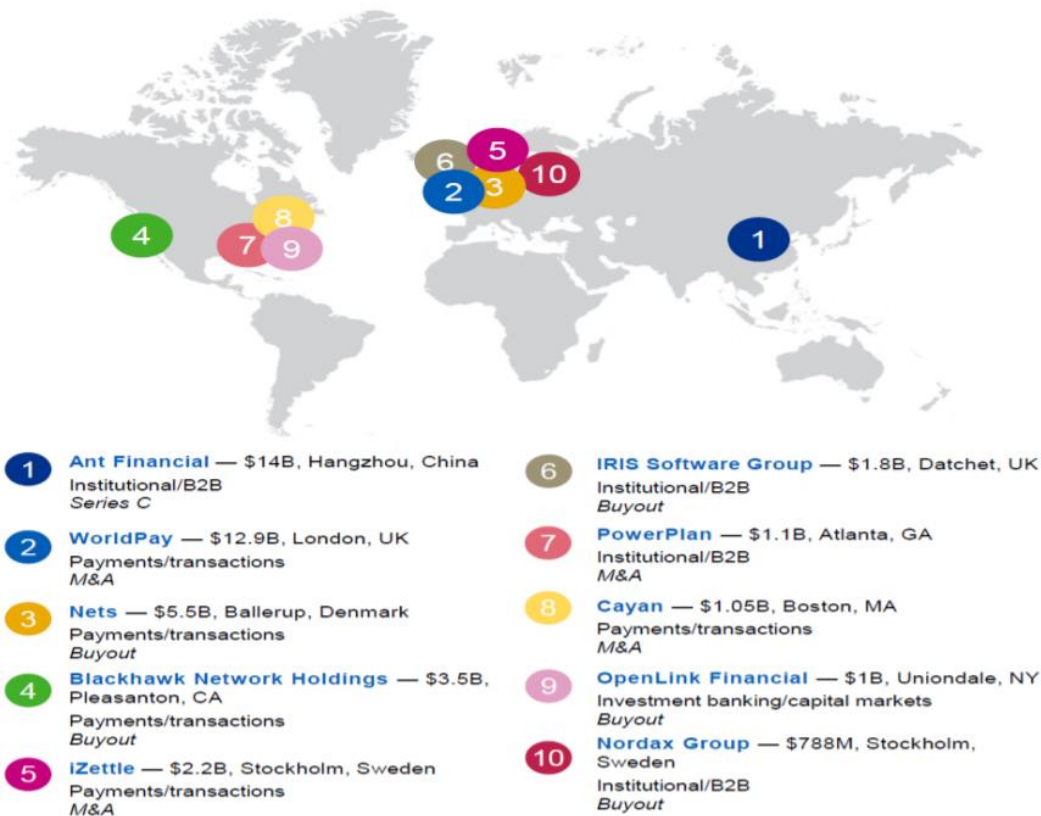 6
5
10
2
3
8
4
7
9
1
1
Ant Financial — $14B, Hangzhou, China
Institutional/B2B
Series C
2
WorldPay — $12.9B, London, UK
Payments/transactions
M&A
3
Nets — $5.5B, Ballerup, Denmark
Payments/transactions
Buyout
4
Blackhawk Network Holdings — $3.5B,
Pleasanton, CA
Payments/transactions
Buyout
5
iZettle — $2.2B, Stockholm, Sweden
Payments/transactions
M&A
6
IRIS Software Group — $1.8B, Datchet, UK
Institutional/B2B
Buyout
7
PowerPlan — $1.1B, Atlanta, GA
Institutional/B2B
M&A
8
Cayan — $1.05B, Boston, MA
Payments/transactions
M&A
9
OpenLink Financial — $1B, Uniondale, NY
Investment banking/capital markets
Buyout
10
Nordax Group — $788M, Stockholm,
Sweden
Institutional/B2B
Buyout